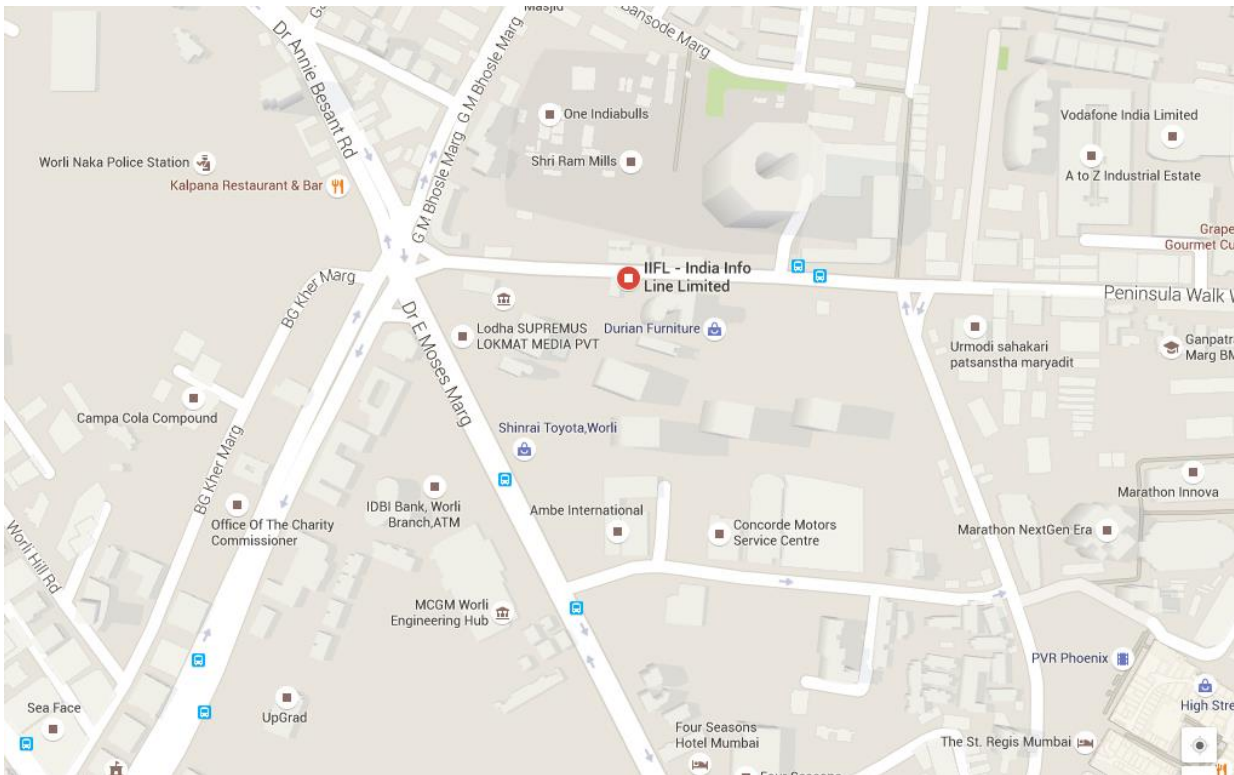 Masjid
Bansode Marg
Dr Annie Besant Rd
G M Bhosle Marg
G M Bhosle Marg
One Indiabulls
Vodafone India Limited
Worli Naka Police Station
Shri Ram Mills
A to Z Industrial Estate
Kalpana Restaurant & Bar
Grape
Gourmet Cu
IIFL - India Info
Line Limited
BG Kher Marg
Peninsula Walk W
Dr E Moses Marg
Lodha SUPREMUS
LOKMAT MEDIA PVT
Durian Furniture
Urmodi sahakari
patsanstha maryadit
Ganpatr
Marg BM
Campa Cola Compound
Shinrai Toyota,Worli
BG Kher Marg
IDBI Bank, Worli
Branch,ATM
Marathon Innova
Office Of The Charity
Commissioner
Ambe International
Concorde Motors
Service Centre
Marathon NextGen Era
Worli Hill Rd
MCGM Worli
Engineering Hub
PVR Phoenix
Sea Face
UpGrad
High Stre
Four Seasons
Hotel Mumbai
The St. Regis Mumbai
Four Seasons